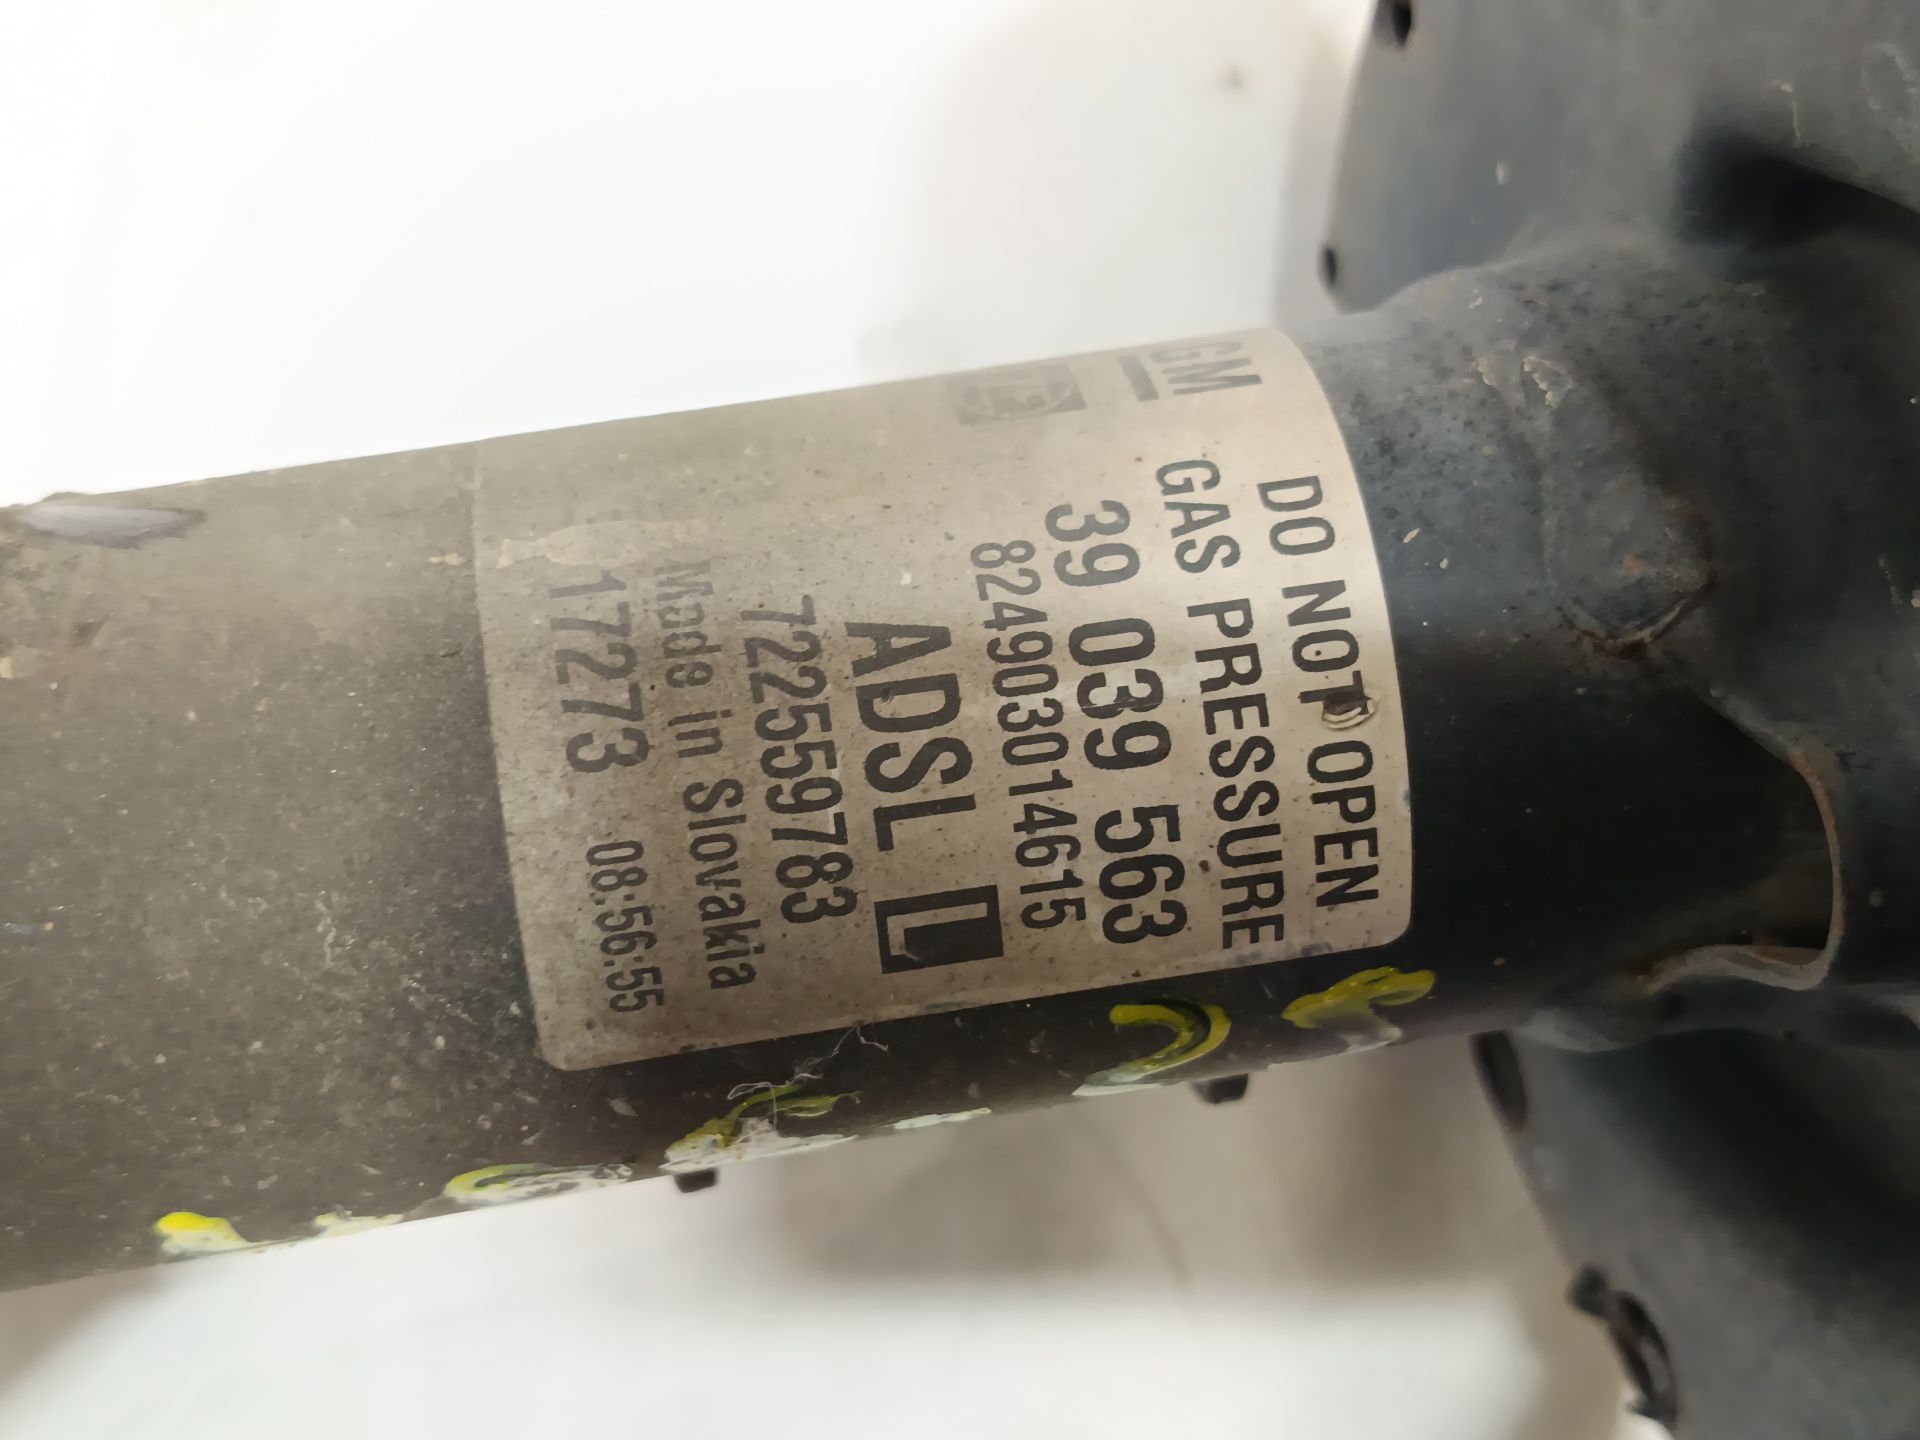 GM
ZF
DO NOT OPEN
GAS PRESSURE
39 039 563
824903014615
ADSL L
722559783
Made in Slovakia
17273 08:56:55